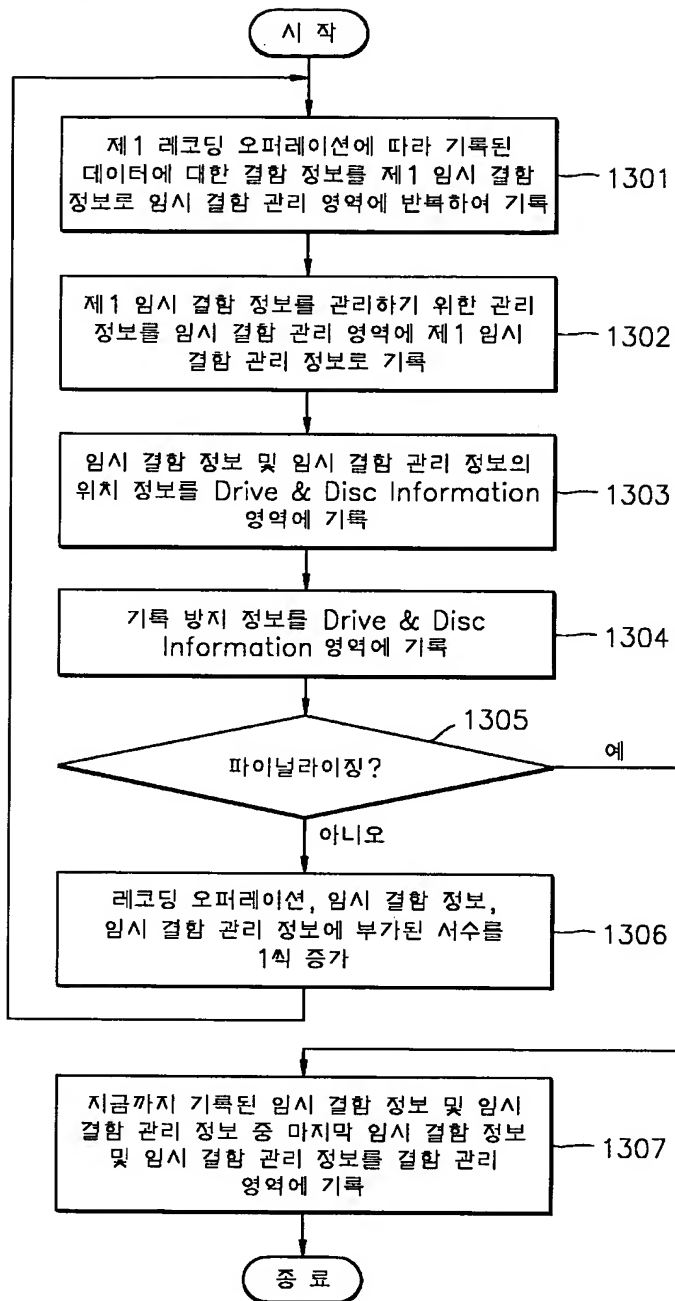 시 작
제1 레코딩 오퍼레이션에 따라 기록된
데이터에 대한 결함 정보를 제1 임시 결함
정보로 임시 결함 관리 영역에 반복하여 기록
1301
제1 임시 결함 정보를 관리하기 위한 관리
정보를 임시 결함 관리 영역에 제1 임시
결함 관리 정보로 기록
1302
임시 결함 정보 및 임시 결함 관리 정보의
위치 정보를 Drive & Disc Information
영역에 기록
1303
기록 방지 정보를 Drive & Disc
Information 영역에 기록
1304
1305
파이널라이징?
예
아니오
레코딩 오퍼레이션, 임시 결함 정보,
임시 결함 관리 정보에 부가된 서수를
1씩 증가
1306
지금까지 기록된 임시 결함 정보 및 임시
결함 관리 정보 중 마지막 임시 결함 정보
및 임시 결함 관리 정보를 결함 관리
영역에 기록
1307
종 료